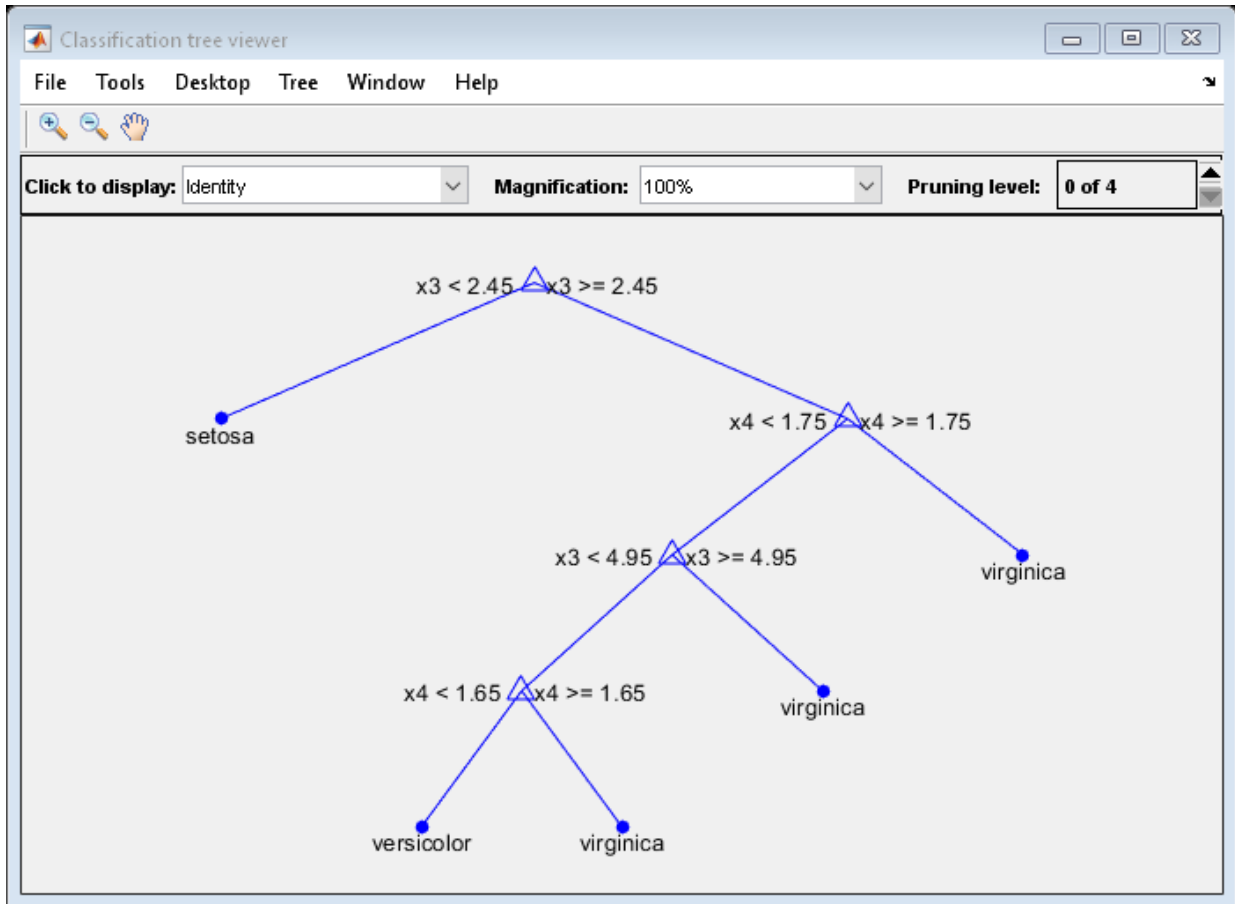 Classification tree viewer
File Tools Desktop Tree Window Help
Click to display: Identity Magnification: 100% Pruning level: 0 of 4
x3 < 2.45 x3 >= 2.45
setosa
x4 < 1.75 x4 >= 1.75
x3 < 4.95 x3 >= 4.95
virginica
x4 < 1.65 x4 >= 1.65
virginica
versicolor virginica